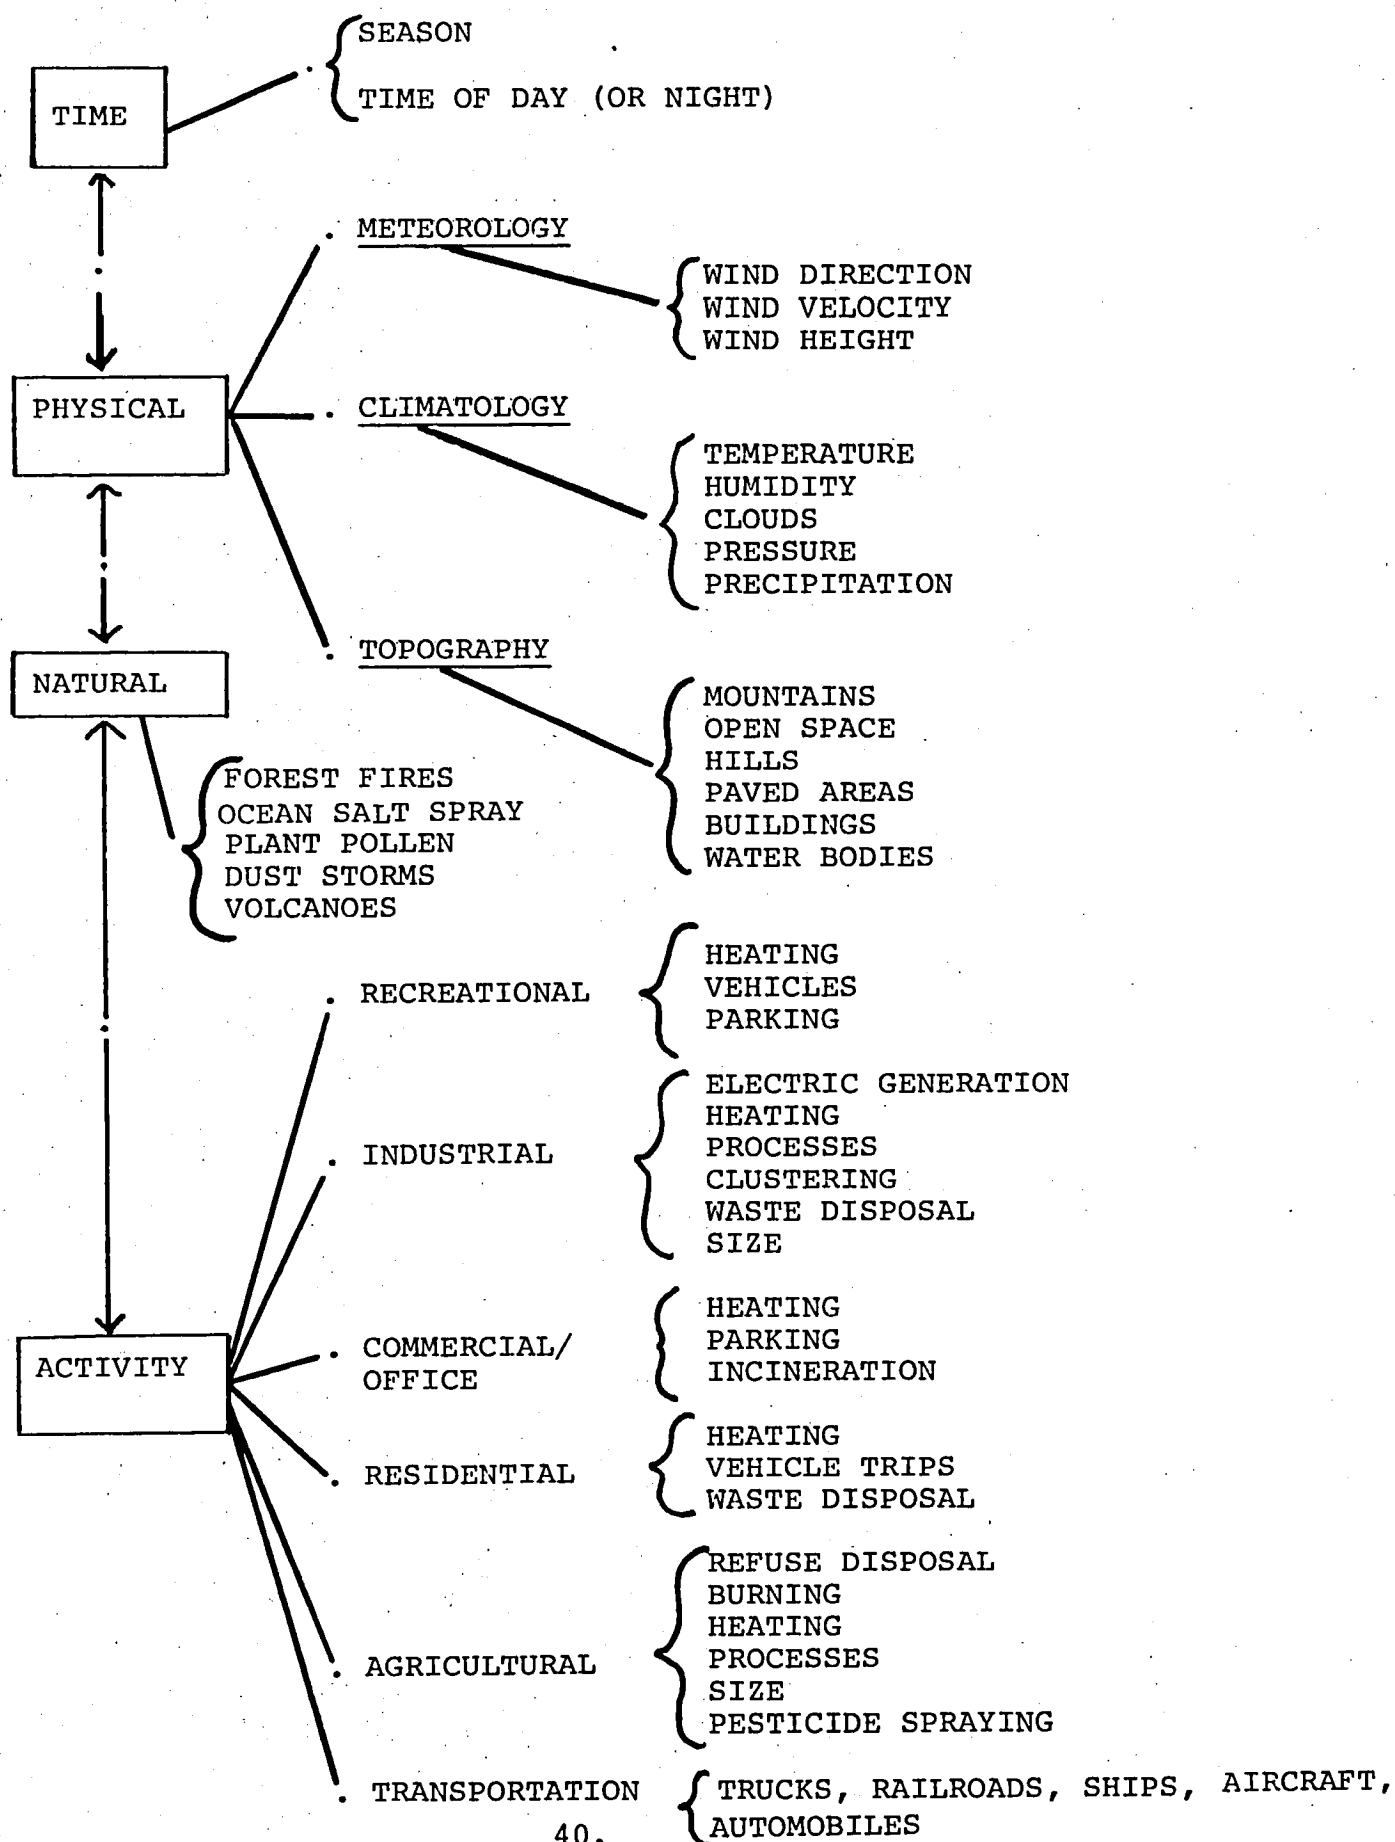 SEASON
TIME OF DAY (OR NIGHT)
TIME
METEOROLOGY
WIND DIRECTION
WIND VELOCITY
WIND HEIGHT
PHYSICAL
CLIMATOLOGY
TEMPERATURE
HUMIDITY
CLOUDS
PRESSURE
PRECIPITATION
TOPOGRAPHY
MOUNTAINS
OPEN SPACE
HILLS
PAVED AREAS
BUILDINGS
WATER BODIES
NATURAL
FOREST FIRES
OCEAN SALT SPRAY
PLANT POLLEN
DUST STORMS
VOLCANOES
RECREATIONAL
HEATING
VEHICLES
PARKING
INDUSTRIAL
ELECTRIC GENERATION
HEATING
PROCESSES
CLUSTERING
WASTE DISPOSAL
SIZE
ACTIVITY
COMMERCIAL/
OFFICE
HEATING
PARKING
INCINERATION
RESIDENTIAL
HEATING
VEHICLE TRIPS
WASTE DISPOSAL
AGRICULTURAL
REFUSE DISPOSAL
BURNING
HEATING
PROCESSES
SIZE
PESTICIDE SPRAYING
TRANSPORTATION
TRUCKS, RAILROADS, SHIPS, AIRCRAFT,
AUTOMOBILES
40.